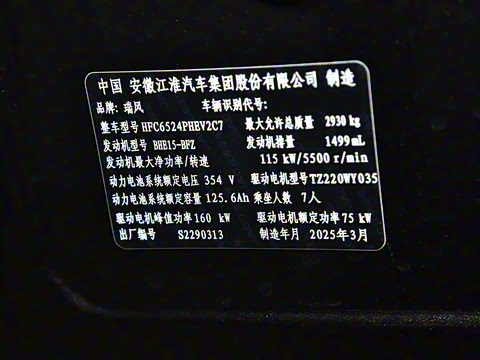 中国 安徽江淮汽车集团股份有限公司 制造
品牌: 瑞风 车辆识别代号:
整车型号 HFC6524PHEV2C7 最大允许总质量 2930 kg
发动机型号 BHE15-BFZ 发动机排量 1499 mL
发动机最大净功率/转速 115 kW/5500 r/min
动力电池系统额定电压 354 V 驱动电机型号 TZ220WY035
动力电池系统额定容量 125.6Ah 乘坐人数 7人
驱动电机峰值功率 160 kW 驱动电机额定功率 75 kW
出厂编号 S2290313 制造年月 2025年3月